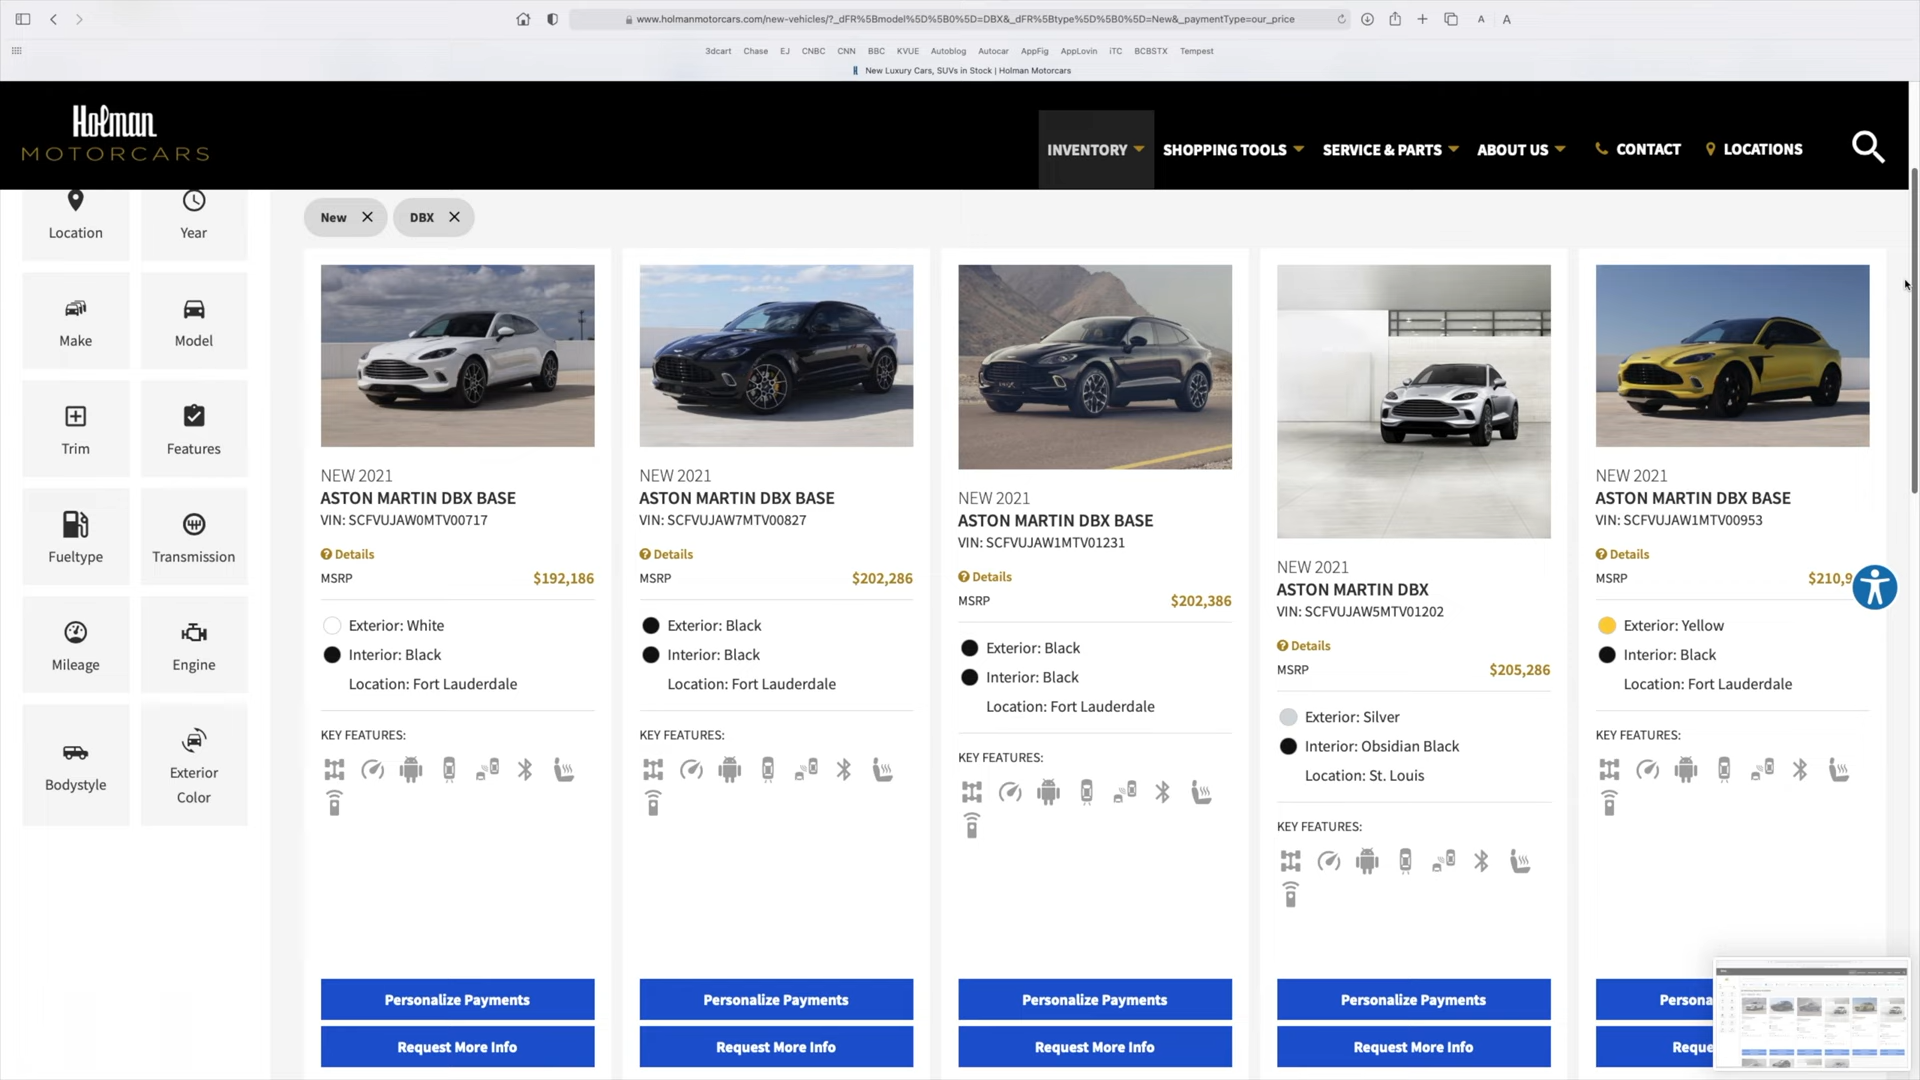 www.holmanmotorcars.com/new-vehicles/?_dFR%5Bmodel%5D%5B0%5D=DBX&_dFR%5Btype%5D%5B0%5D=New&_paymentType=our_price
A A
3dcart Chase EJ CNBC CNN BBC KVUE Autoblog Autocar AppFig AppLovin iTC BCBSTX Tempest
New Luxury Cars, SUVs in Stock | Holman Motorcars
Holman
MOTORCARS
INVENTORY SHOPPING TOOLS SERVICE & PARTS ABOUT US CONTACT LOCATIONS
Location
Year
Make
Model
Trim
Features
Fueltype
Transmission
Mileage
Engine
Bodystyle
Exterior
Color
New
DBX
NEW 2021
ASTON MARTIN DBX BASE
VIN: SCFVUJAW0MTV00717
Details
MSRP $192,186
Exterior: White
Interior: Black
Location: Fort Lauderdale
KEY FEATURES:
Personalize Payments
Request More Info
NEW 2021
ASTON MARTIN DBX BASE
VIN: SCFVUJAW7MTV00827
Details
MSRP $202,286
Exterior: Black
Interior: Black
Location: Fort Lauderdale
KEY FEATURES:
Personalize Payments
Request More Info
NEW 2021
ASTON MARTIN DBX BASE
VIN: SCFVUJAW1MTV01231
Details
MSRP $202,386
Exterior: Black
Interior: Black
Location: Fort Lauderdale
KEY FEATURES:
Personalize Payments
Request More Info
NEW 2021
ASTON MARTIN DBX
VIN: SCFVUJAW5MTV01202
Details
MSRP $205,286
Exterior: Silver
Interior: Obsidian Black
Location: St. Louis
KEY FEATURES:
Personalize Payments
Request More Info
NEW 2021
ASTON MARTIN DBX BASE
VIN: SCFVUJAW1MTV00953
Details
MSRP $210,9
Exterior: Yellow
Interior: Black
Location: Fort Lauderdale
KEY FEATURES:
Persona
Reque